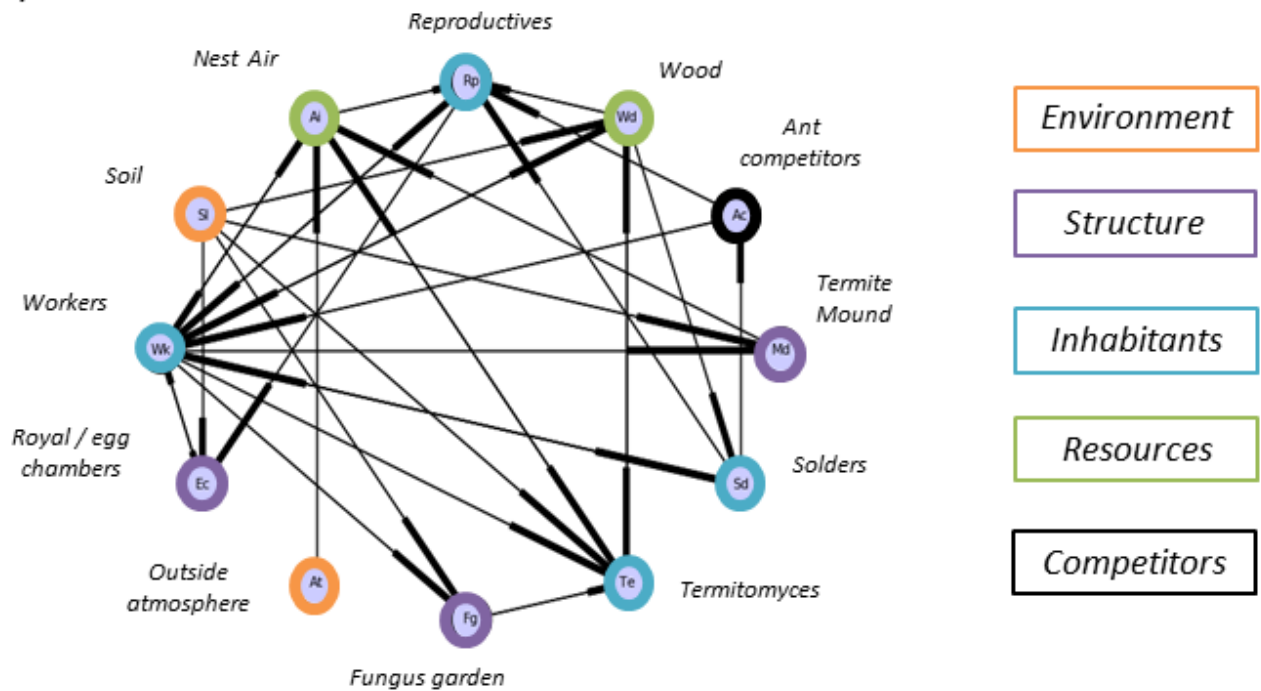 Reproductives
Nest Air
Wood
Rp
Ai
Wd
Ant
competitors
Soil
Sl
Ac
Environment
Structure
Workers
Termite
Mound
Wk
Md
Inhabitants
Royal / egg
chambers
Ec
Solders
Sd
Resources
Outside
atmosphere
At
Te
Termitomyces
Competitors
Fg
Fungus garden